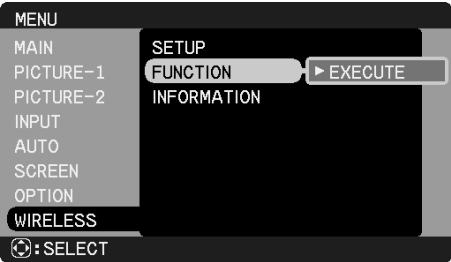 MENU
MAIN
PICTURE-1
PICTURE-2
INPUT
AUTO
SCREEN
OPTION
WIRELESS
SETUP
FUNCTION
INFORMATION
EXECUTE
:SELECT